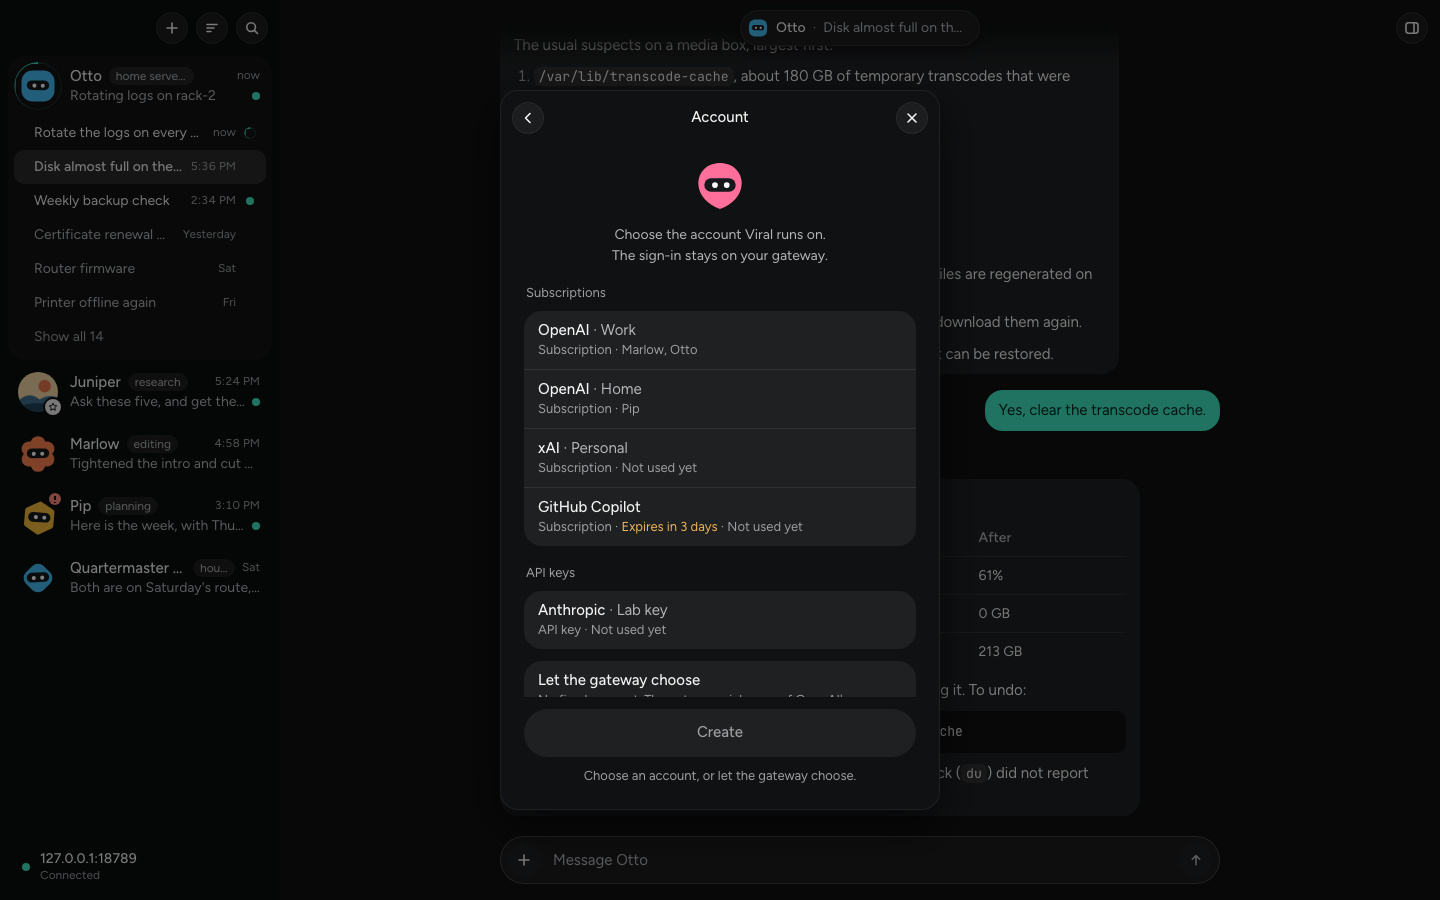 Otto · Disk almost full on th...
Otto home serve... now
Rotating logs on rack-2
Rotate the logs on every ... now
Disk almost full on the... 5:36 PM
Weekly backup check 2:34 PM
Certificate renewal ... Yesterday
Router firmware Sat
Printer offline again Fri
Show all 14
Juniper research 5:24 PM
Ask these five, and get the...
Marlow editing 4:58 PM
Tightened the intro and cut ...
Pip planning 3:10 PM
Here is the week, with Thu...
Quartermaster ... hou... Sat
Both are on Saturday's route,...
127.0.0.1:18789
Connected
The usual suspects on a media box, largest first:
1. /var/lib/transcode-cache, about 180 GB of temporary transcodes that were
iles are regenerated on
download them again.
can be restored.
Yes, clear the transcode cache.
After
61%
0 GB
213 GB
g it. To undo:
che
ck (du) did not report
Message Otto
Account
Choose the account Viral runs on.
The sign-in stays on your gateway.
Subscriptions
OpenAI · Work
Subscription · Marlow, Otto
OpenAI · Home
Subscription · Pip
xAI · Personal
Subscription · Not used yet
GitHub Copilot
Subscription · Expires in 3 days · Not used yet
API keys
Anthropic · Lab key
API key · Not used yet
Let the gateway choose
Create
Choose an account, or let the gateway choose.